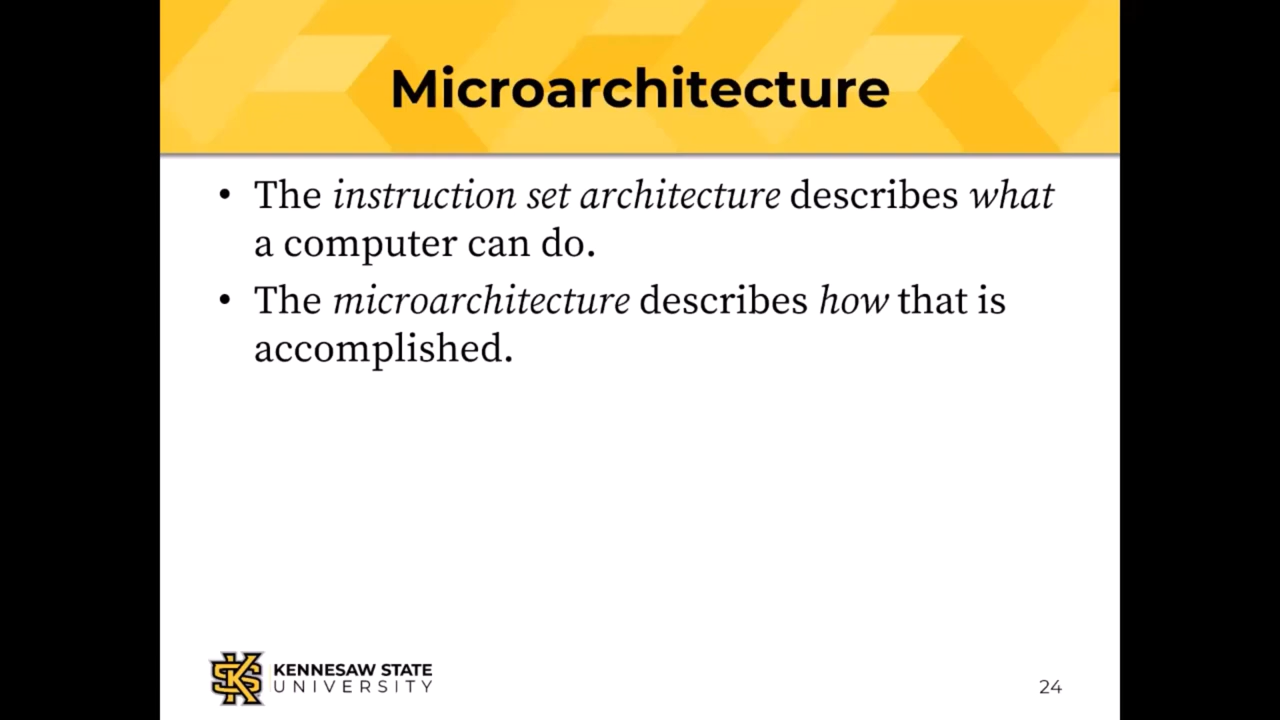 Microarchitecture
• The instruction set architecture describes what
a computer can do.
• The microarchitecture describes how that is
accomplished.
KS
KENNESAW STATE
UNIVERSITY
24